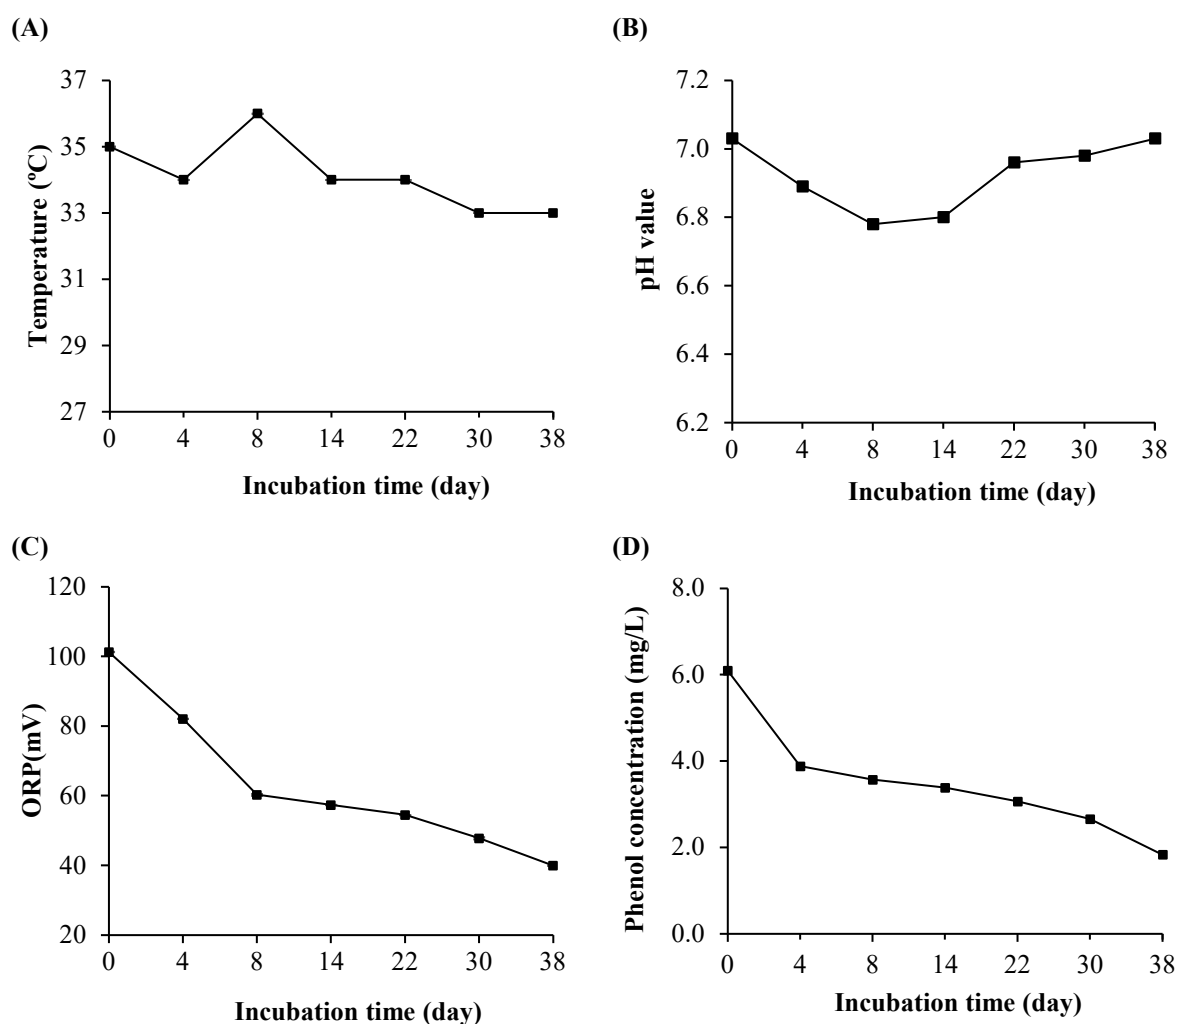 (A)
37
35
33
31
29
27
Temperature (ºC)
0 4 8 14 22 30 38
Incubation time (day)
(B)
7.2
7.0
6.8
6.6
6.4
6.2
pH value
0 4 8 14 22 30 38
Incubation time (day)
(C)
120
100
80
60
40
20
ORP(mV)
0 4 8 14 22 30 38
Incubation time (day)
(D)
8.0
6.0
4.0
2.0
0.0
Phenol concentration (mg/L)
0 4 8 14 22 30 38
Incubation time (day)